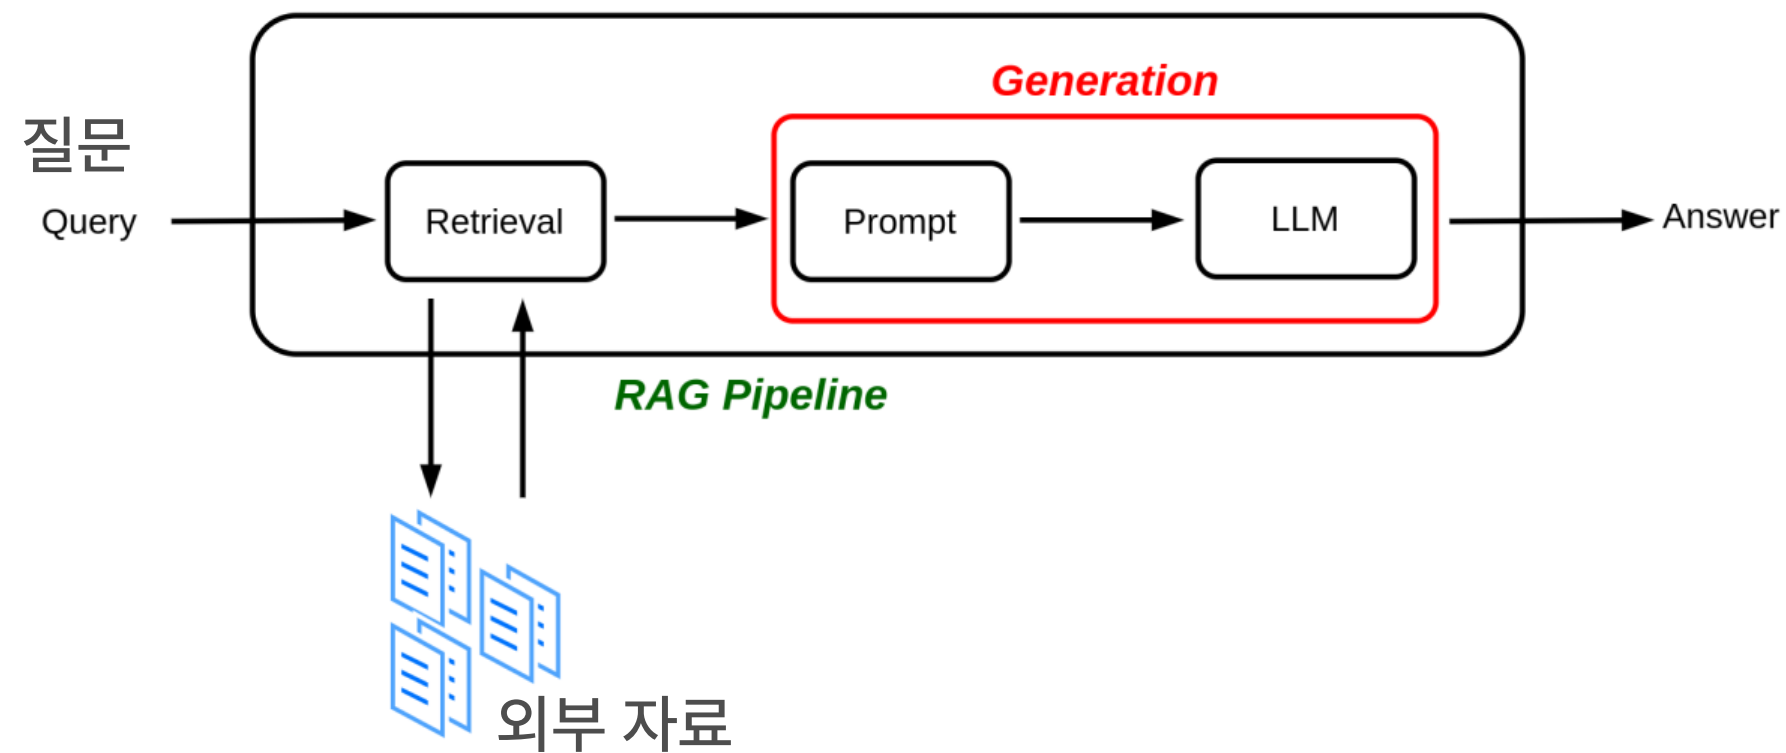 Generation
질문
Query
Retrieval
Prompt
LLM
Answer
RAG Pipeline
외부 자료